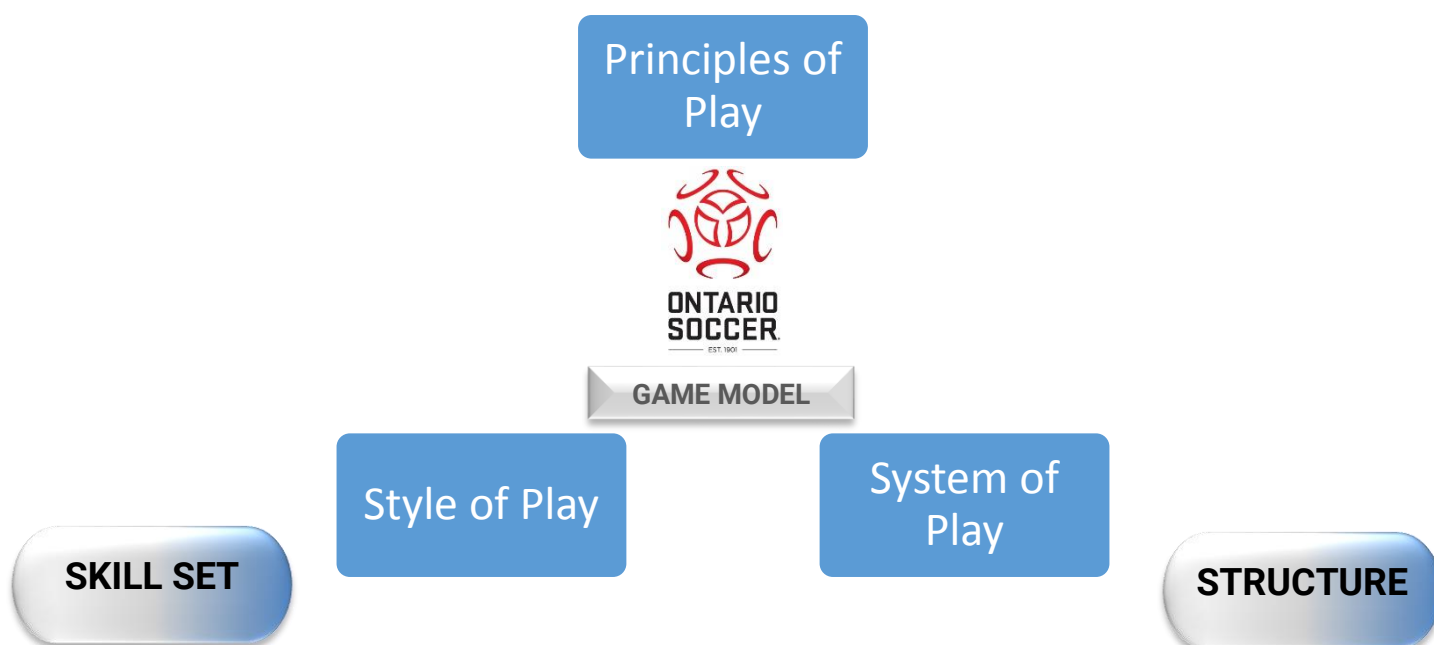 Principles of
Play
ONTARIO
SOCCER
EST. 1901
GAME MODEL
Style of Play
System of
Play
SKILL SET
STRUCTURE